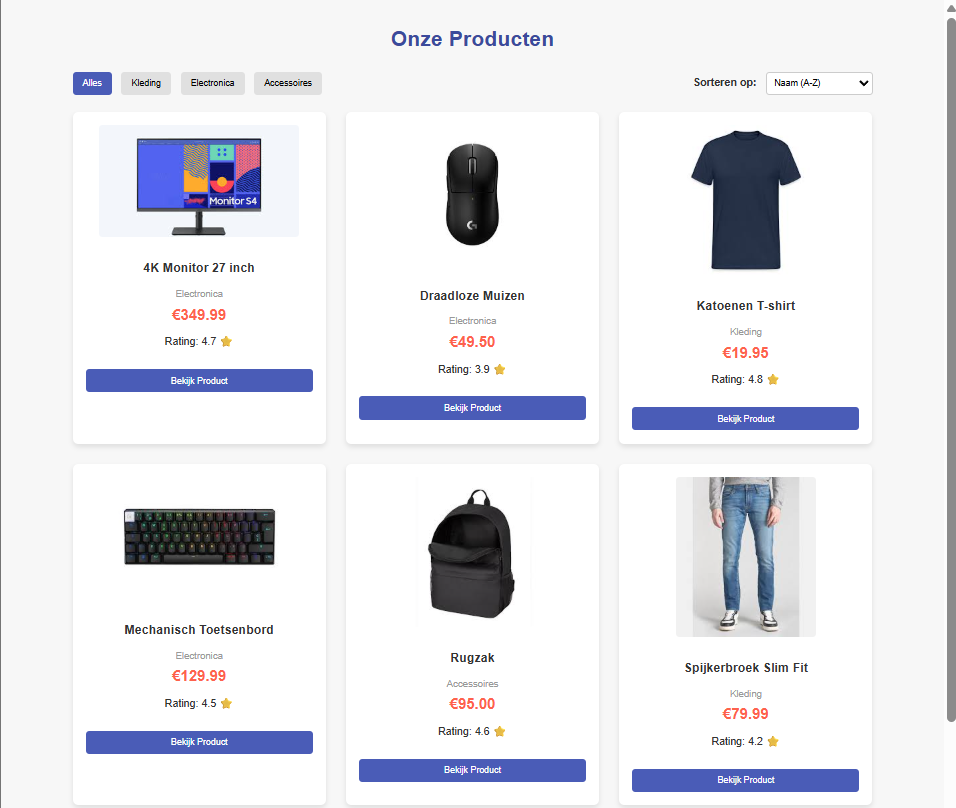 Onze Producten
Alles
Kleding
Electronica
Accessoires
Sorteren op:
Naam (A-Z)
Monitor S4
4K Monitor 27 inch
Electronica
€349.99
Rating: 4.7 ⭐
Bekijk Product
Draadloze Muizen
Electronica
€49.50
Rating: 3.9 ⭐
Bekijk Product
Katoenen T-shirt
Kleding
€19.95
Rating: 4.8 ⭐
Bekijk Product
Mechanisch Toetsenbord
Electronica
€129.99
Rating: 4.5 ⭐
Bekijk Product
Rugzak
Accessoires
€95.00
Rating: 4.6 ⭐
Bekijk Product
Spijkerbroek Slim Fit
Kleding
€79.99
Rating: 4.2 ⭐
Bekijk Product